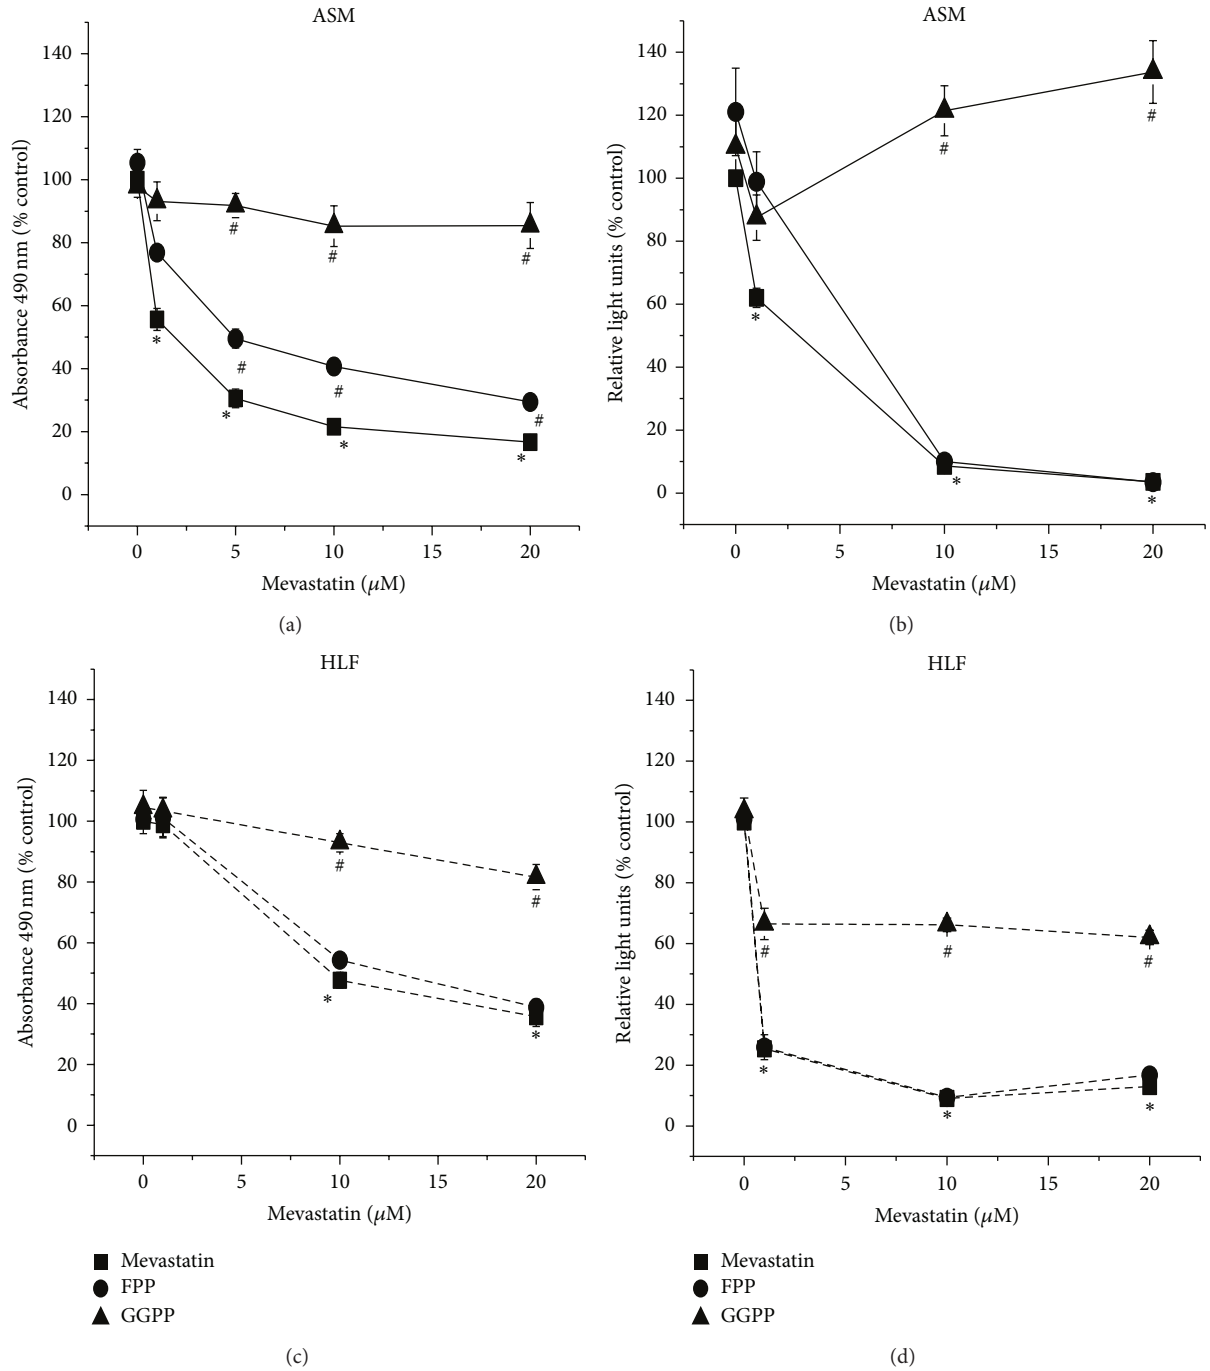 ASM
140
120
100
80
60
40
20
0
Absorbance 490 nm (% control)
#
#
#
#
#
#
*
*
*
*
0 5 10 15 20
Mevastatin (μM)
(a)
ASM
140
120
100
80
60
40
20
0
Relative light units (% control)
#
#
*
*
*
0 5 10 15 20
Mevastatin (μM)
(b)
HLF
140
120
100
80
60
40
20
0
Absorbance 490 nm (% control)
#
#
*
*
0 5 10 15 20
Mevastatin (μM)
Mevastatin
FPP
GGPP
(c)
HLF
140
120
100
80
60
40
20
0
Relative light units (% control)
#
#
#
*
*
*
0 5 10 15 20
Mevastatin (μM)
Mevastatin
FPP
GGPP
(d)